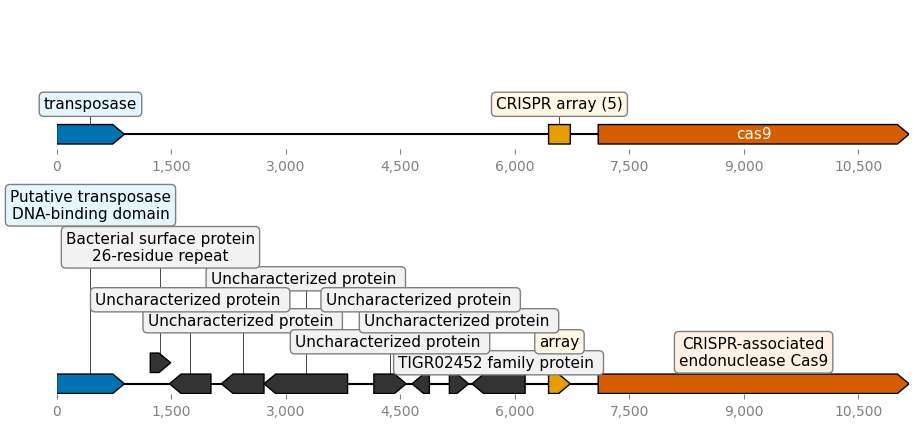 transposase
CRISPR array (5)
cas9
0 1,500 3,000 4,500 6,000 7,500 9,000 10,500
Putative transposase
DNA-binding domain
Bacterial surface protein
26-residue repeat
Uncharacterized protein
Uncharacterized protein
Uncharacterized protein
Uncharacterized protein
Uncharacterized protein
Uncharacterized protein
array
TIGR02452 family protein
CRISPR-associated
endonuclease Cas9
0 1,500 3,000 4,500 6,000 7,500 9,000 10,500